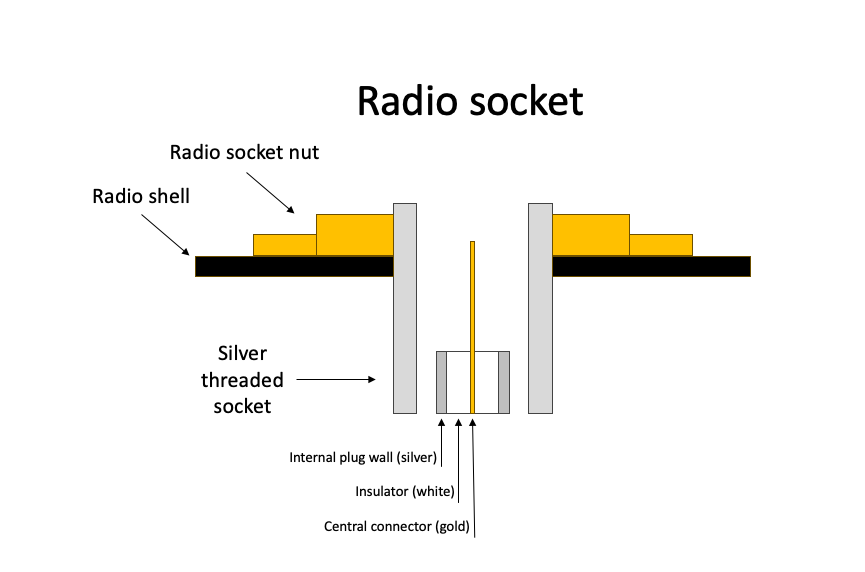 Radio socket
Radio socket nut
Radio shell
Silver
threaded
socket
Internal plug wall (silver)
Insulator (white)
Central connector (gold)